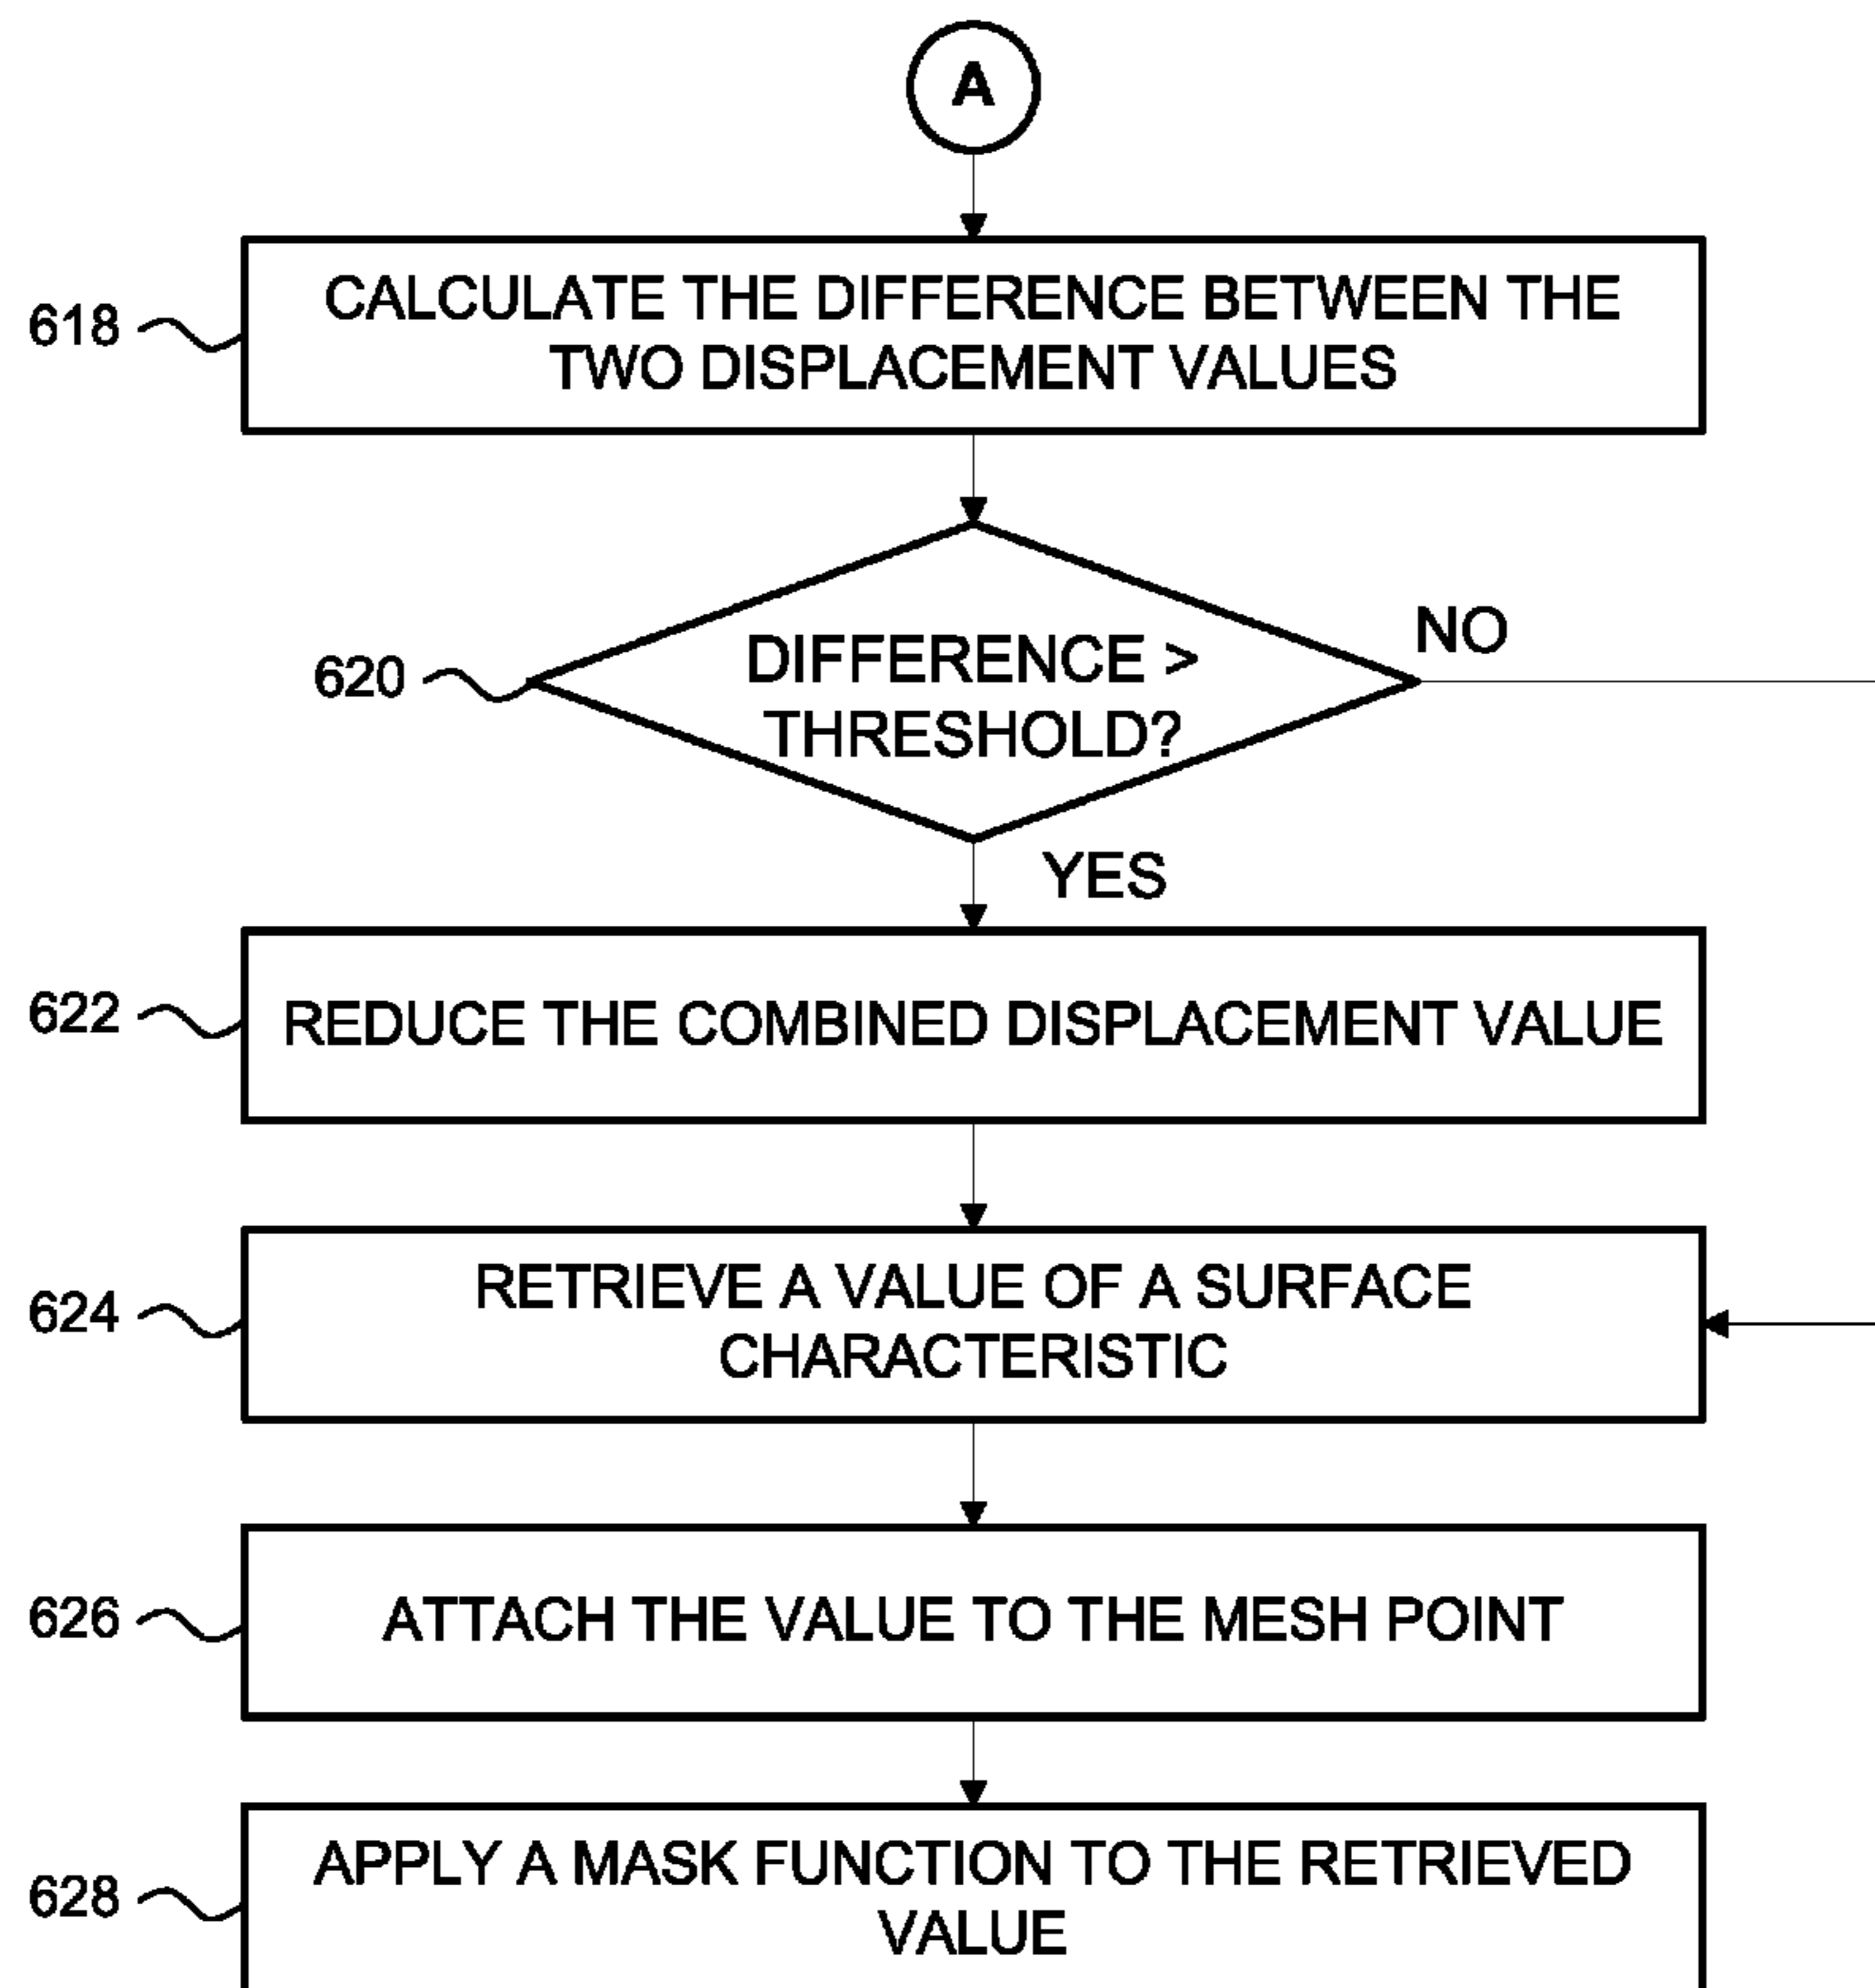 A
618
CALCULATE THE DIFFERENCE BETWEEN THE
TWO DISPLACEMENT VALUES
620
DIFFERENCE >
THRESHOLD?
NO
YES
622
REDUCE THE COMBINED DISPLACEMENT VALUE
624
RETRIEVE A VALUE OF A SURFACE
CHARACTERISTIC
626
ATTACH THE VALUE TO THE MESH POINT
628
APPLY A MASK FUNCTION TO THE RETRIEVED
VALUE